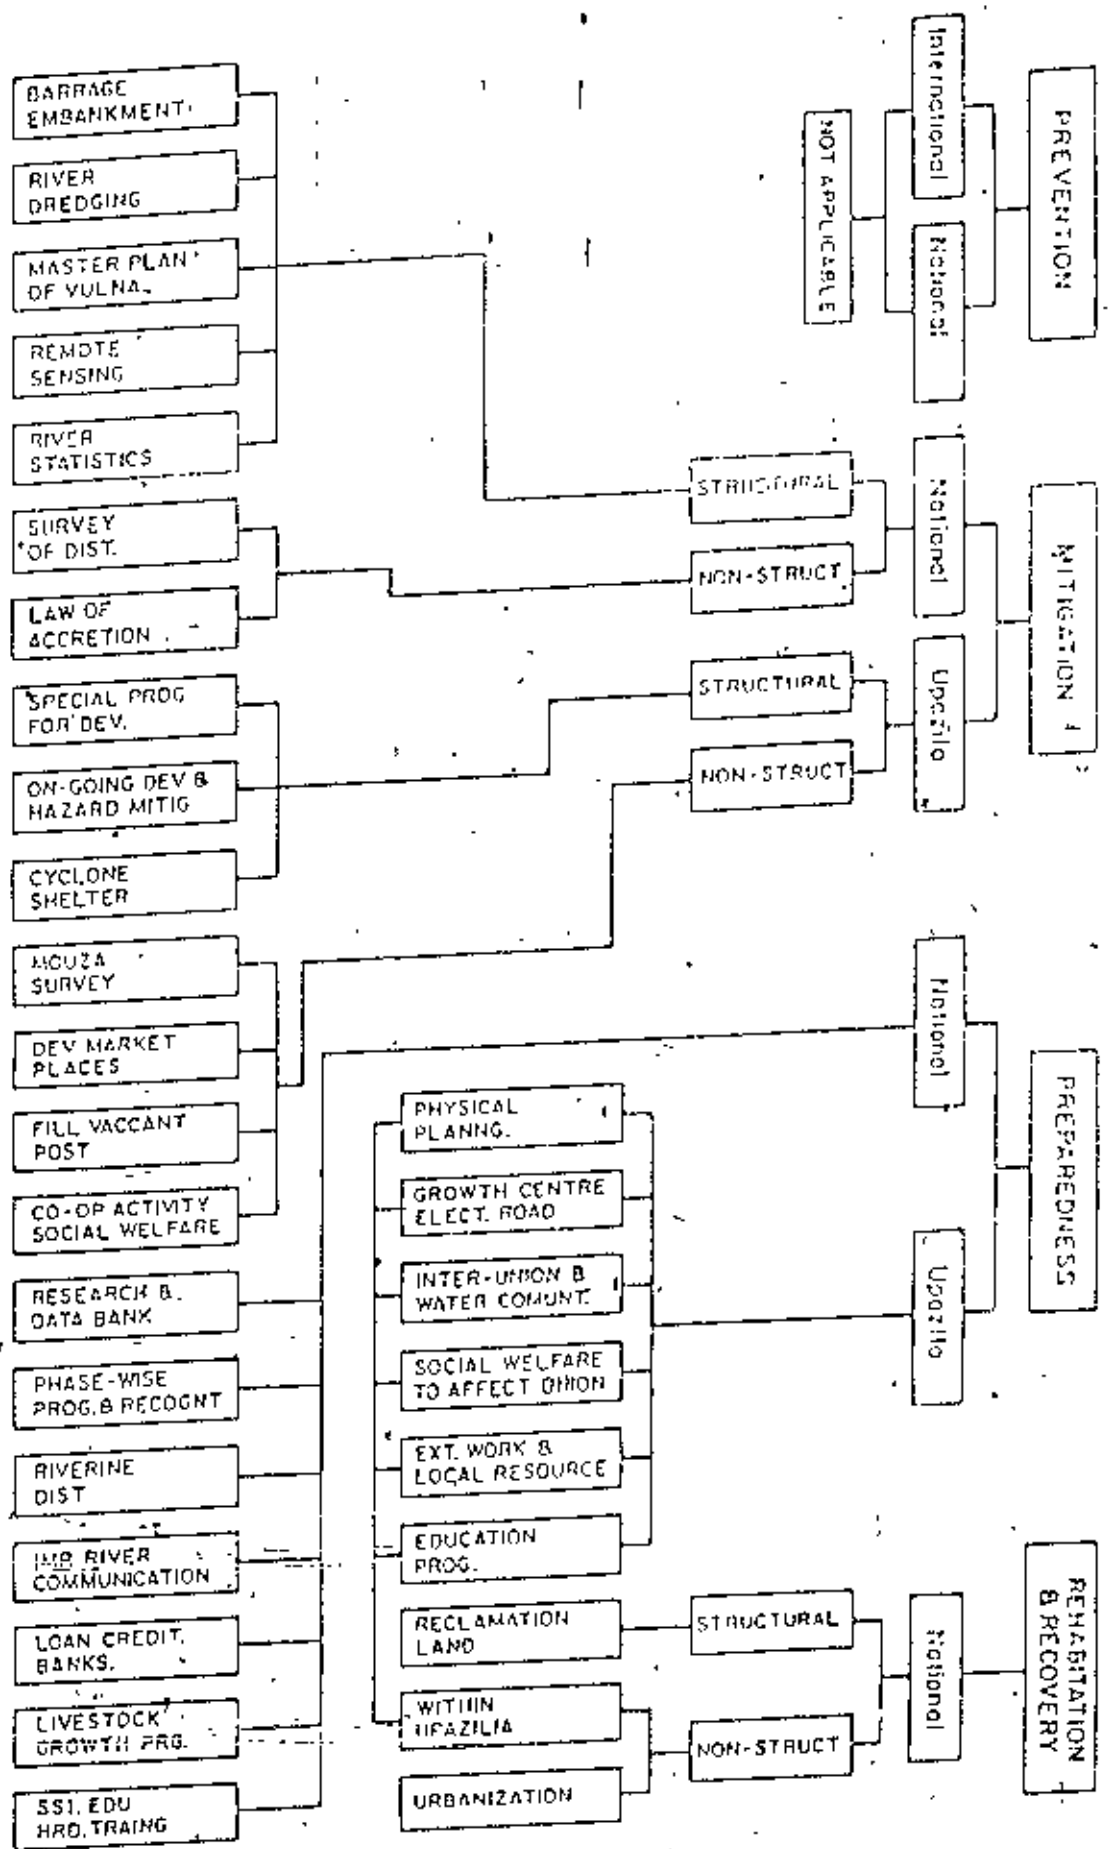 PREVENTION
International
National
NOT APPLICABLE
MITIGATION
National
Upazila
STRUCTURAL
NON-STRUCT.
STRUCTURAL
NON-STRUCT
PREPAREDNESS
National
Upazila
REHABITATION
& RECOVERY
National
STRUCTURAL
NON-STRUCT
BARRAGE
EMBANKMENT
RIVER
DREDGING
MASTER PLAN
OF VULNA.
REMOTE
SENSING
RIVER
STATISTICS
SURVEY
OF DIST.
LAW OF
ACCRETION
SPECIAL PROG
FOR DEV.
ON-GOING DEV &
HAZARD MITIG
CYCLONE
SHELTER
MOUZA
SURVEY
DEV MARKET
PLACES
FILL VACCANT
POST
CO-OP ACTIVITY
SOCIAL WELFARE
RESEARCH &
DATA BANK
PHASE-WISE
PROG. & RECOGNT
RIVERINE
DIST
IMP RIVER
COMMUNICATION
LOAN CREDIT.
BANKS.
LIVESTOCK
GROWTH PRG.
SSI, EDU
HRD, TRAING
PHYSICAL
PLANNG.
GROWTH CENTRE
ELECT. ROAD
INTER-UNION &
WATER COMUNT.
SOCIAL WELFARE
TO AFFECT UNION
EXT. WORK &
LOCAL RESOURCE
EDUCATION
PROG.
RECLAMATION
LAND
WITHIN
UPAZILIA
URBANIZATION